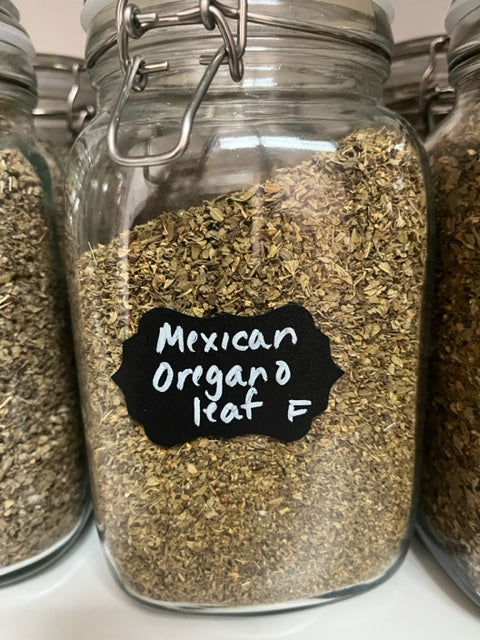 Mexican
Oregano
leaf F